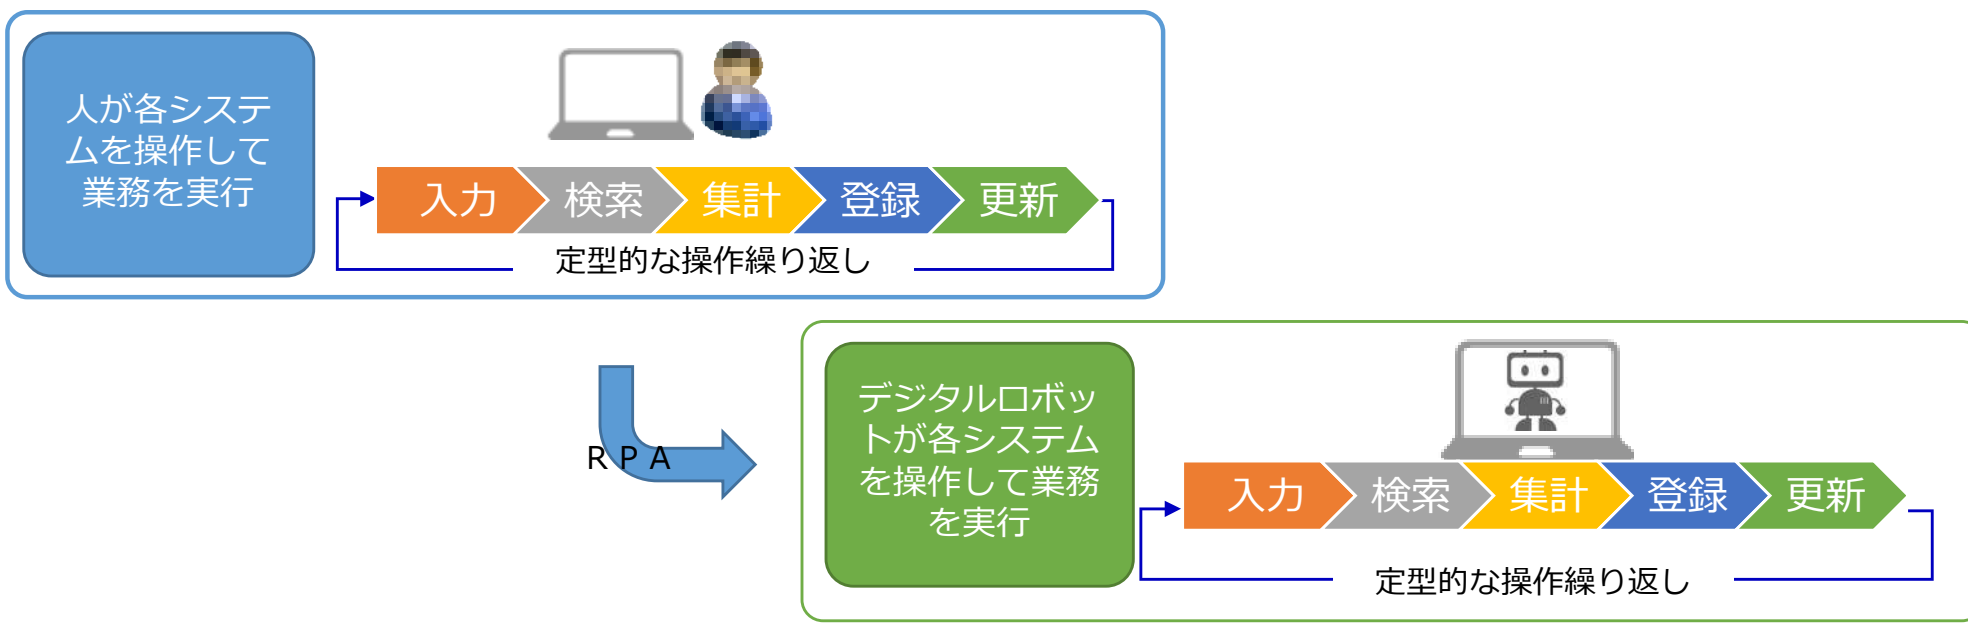 人が各システ
ムを操作して
業務を実行
入力 検索 集計 登録 更新
定型的な操作繰り返し
ＲＰＡ
デジタルロボッ
トが各システム
を操作して業務
を実行
入力 検索 集計 登録 更新
定型的な操作繰り返し